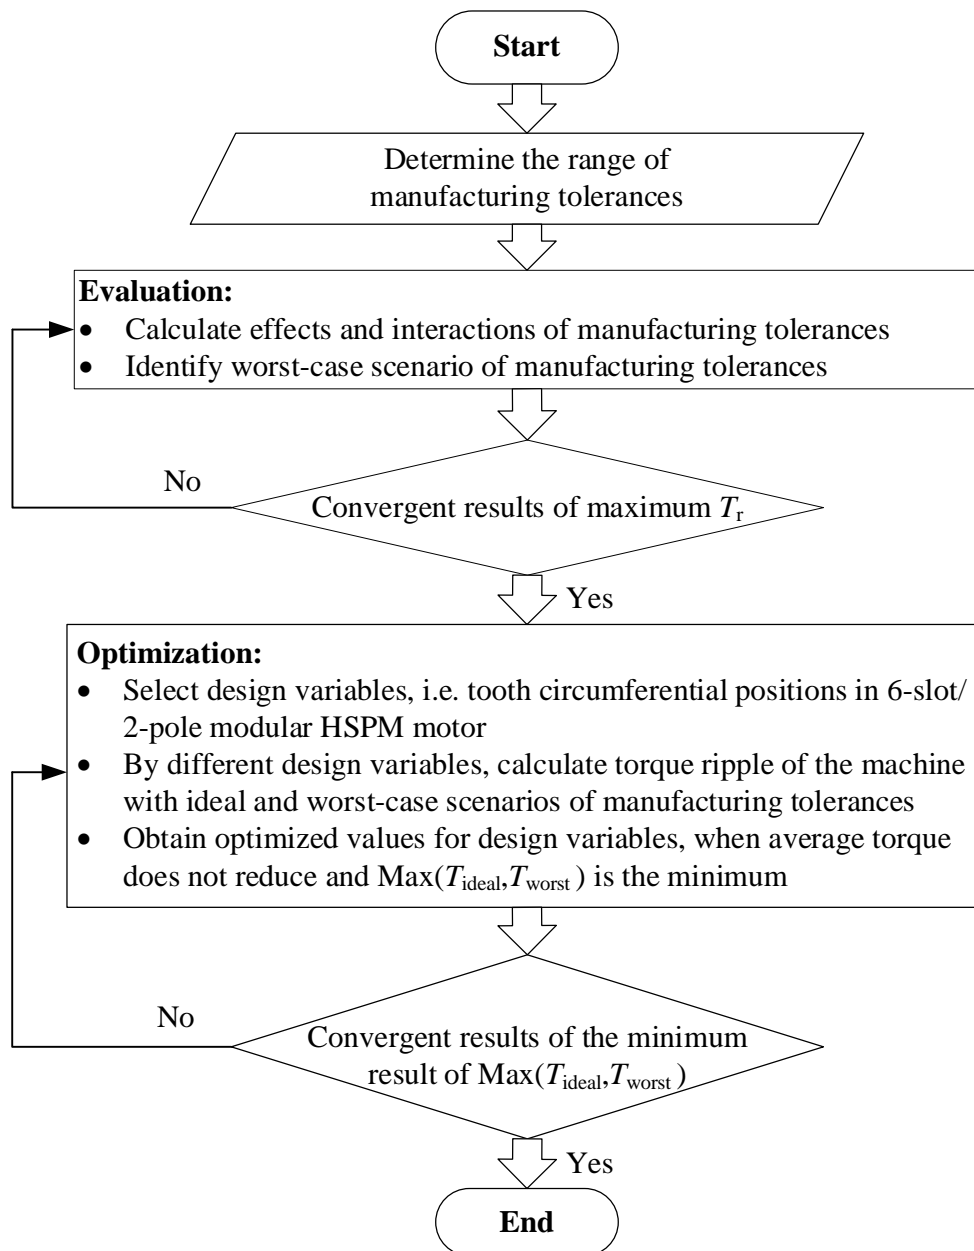 Start
Determine the range of
manufacturing tolerances
Evaluation:
• Calculate effects and interactions of manufacturing tolerances
• Identify worst-case scenario of manufacturing tolerances
No
Convergent results of maximum Tr
Yes
Optimization:
• Select design variables, i.e. tooth circumferential positions in 6-slot/
2-pole modular HSPM motor
• By different design variables, calculate torque ripple of the machine
with ideal and worst-case scenarios of manufacturing tolerances
• Obtain optimized values for design variables, when average torque
does not reduce and Max(Tideal,Tworst) is the minimum
No
Convergent results of the minimum
result of Max(Tideal,Tworst)
Yes
End